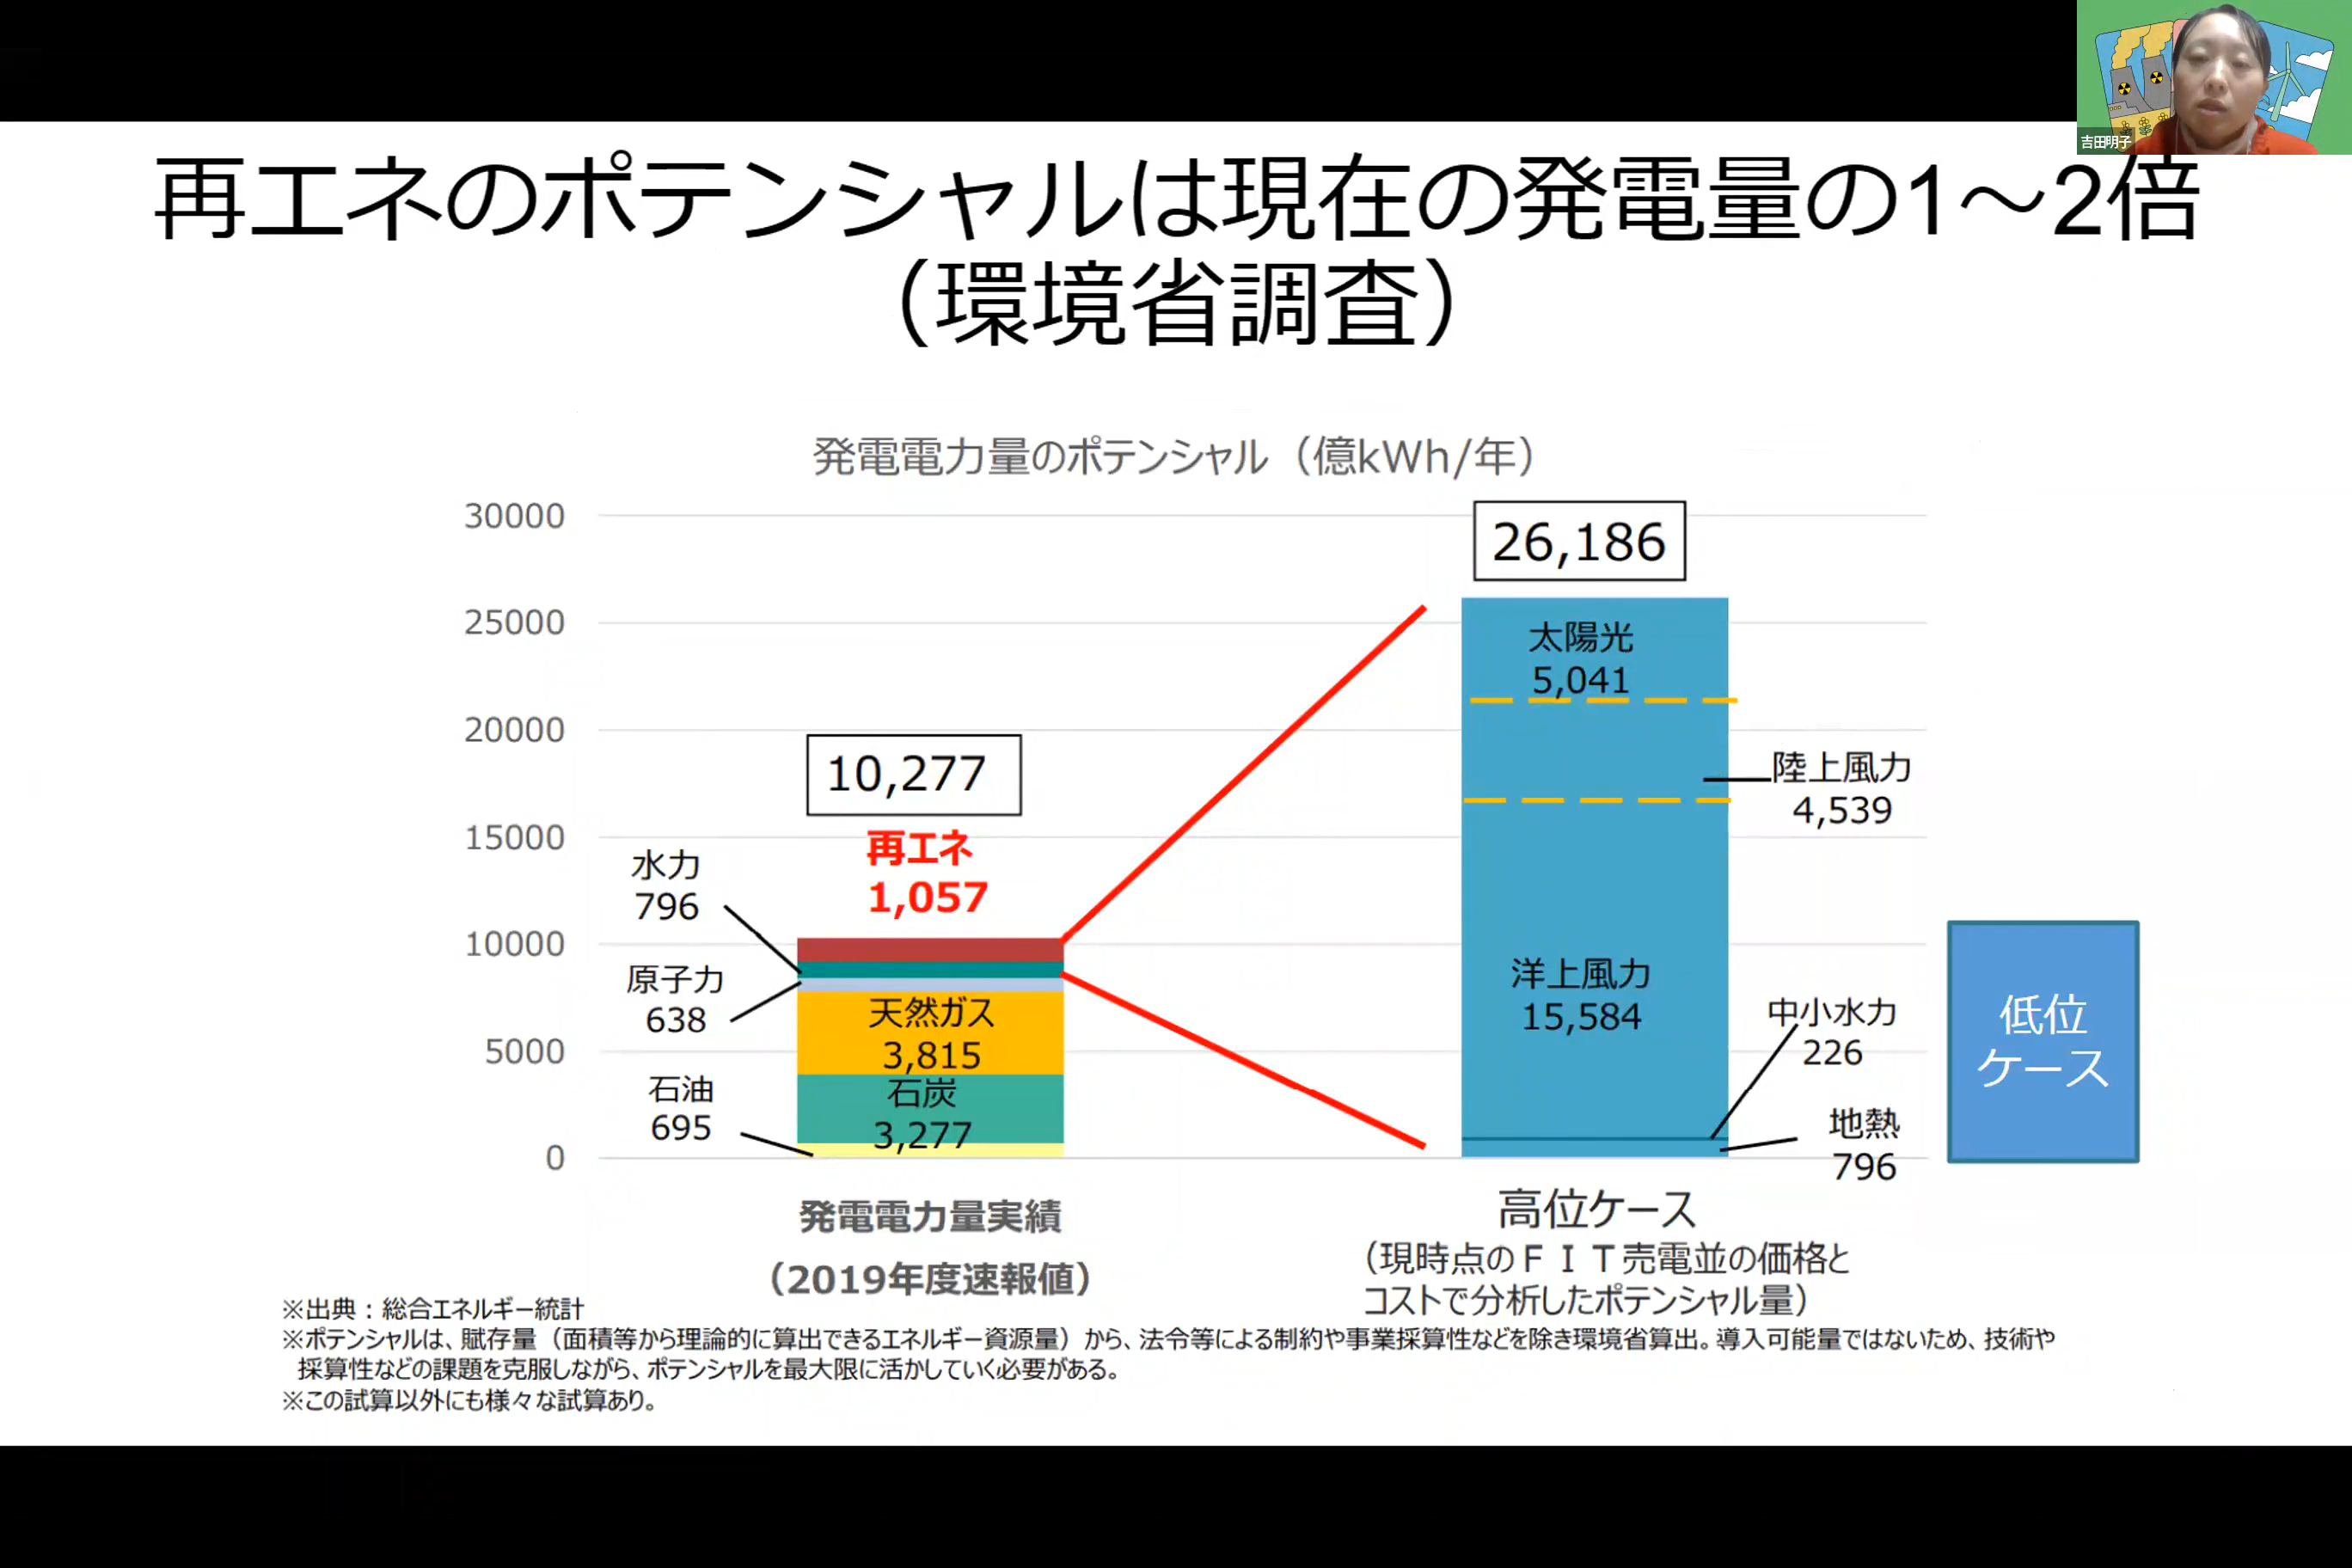 吉田明子
再エネのポテンシャルは現在の発電量の1～2倍
（環境省調査）
発電電力量のポテンシャル（億kWh/年）
30000
25000
20000
15000
10000
5000
0
10,277
再エネ
1,057
水力
796
原子力
638
天然ガス
3,815
石炭
3,277
石油
695
発電電力量実績
（2019年度速報値）
26,186
太陽光
5,041
陸上風力
4,539
洋上風力
15,584
中小水力
226
地熱
796
高位ケース
（現時点のＦＩＴ売電並の価格と
コストで分析したポテンシャル量）
低位
ケース
※出典：総合エネルギー統計
※ポテンシャルは、賦存量（面積等から理論的に算出できるエネルギー資源量）から、法令等による制約や事業採算性などを除き環境省算出。導入可能量ではないため、技術や
採算性などの課題を克服しながら、ポテンシャルを最大限に活かしていく必要がある。
※この試算以外にも様々な試算あり。